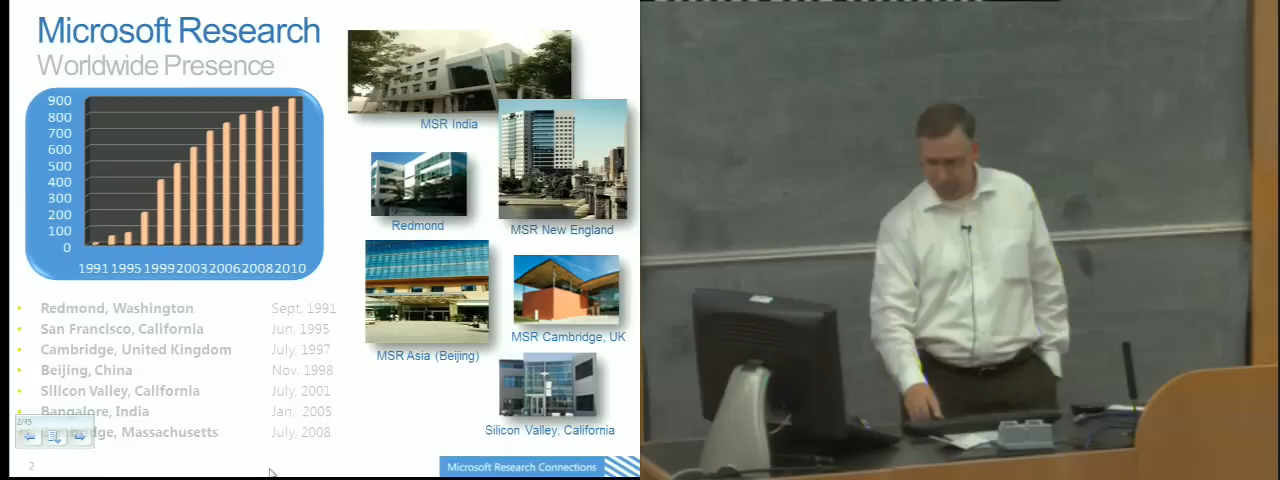 Microsoft Research
Worldwide Presence
900
800
700
600
500
400
300
200
100
0
1991 1995 1999 2003 2006 2008 2010
MSR India
Redmond
MSR New England
MSR Asia (Beijing)
MSR Cambridge, UK
Silicon Valley, California
Redmond, Washington Sept, 1991
San Francisco, California Jun, 1995
Cambridge, United Kingdom July, 1997
Beijing, China Nov, 1998
Silicon Valley, California July, 2001
Bangalore, India Jan, 2005
Massachusetts July, 2008
2/45
2
Microsoft Research Connections